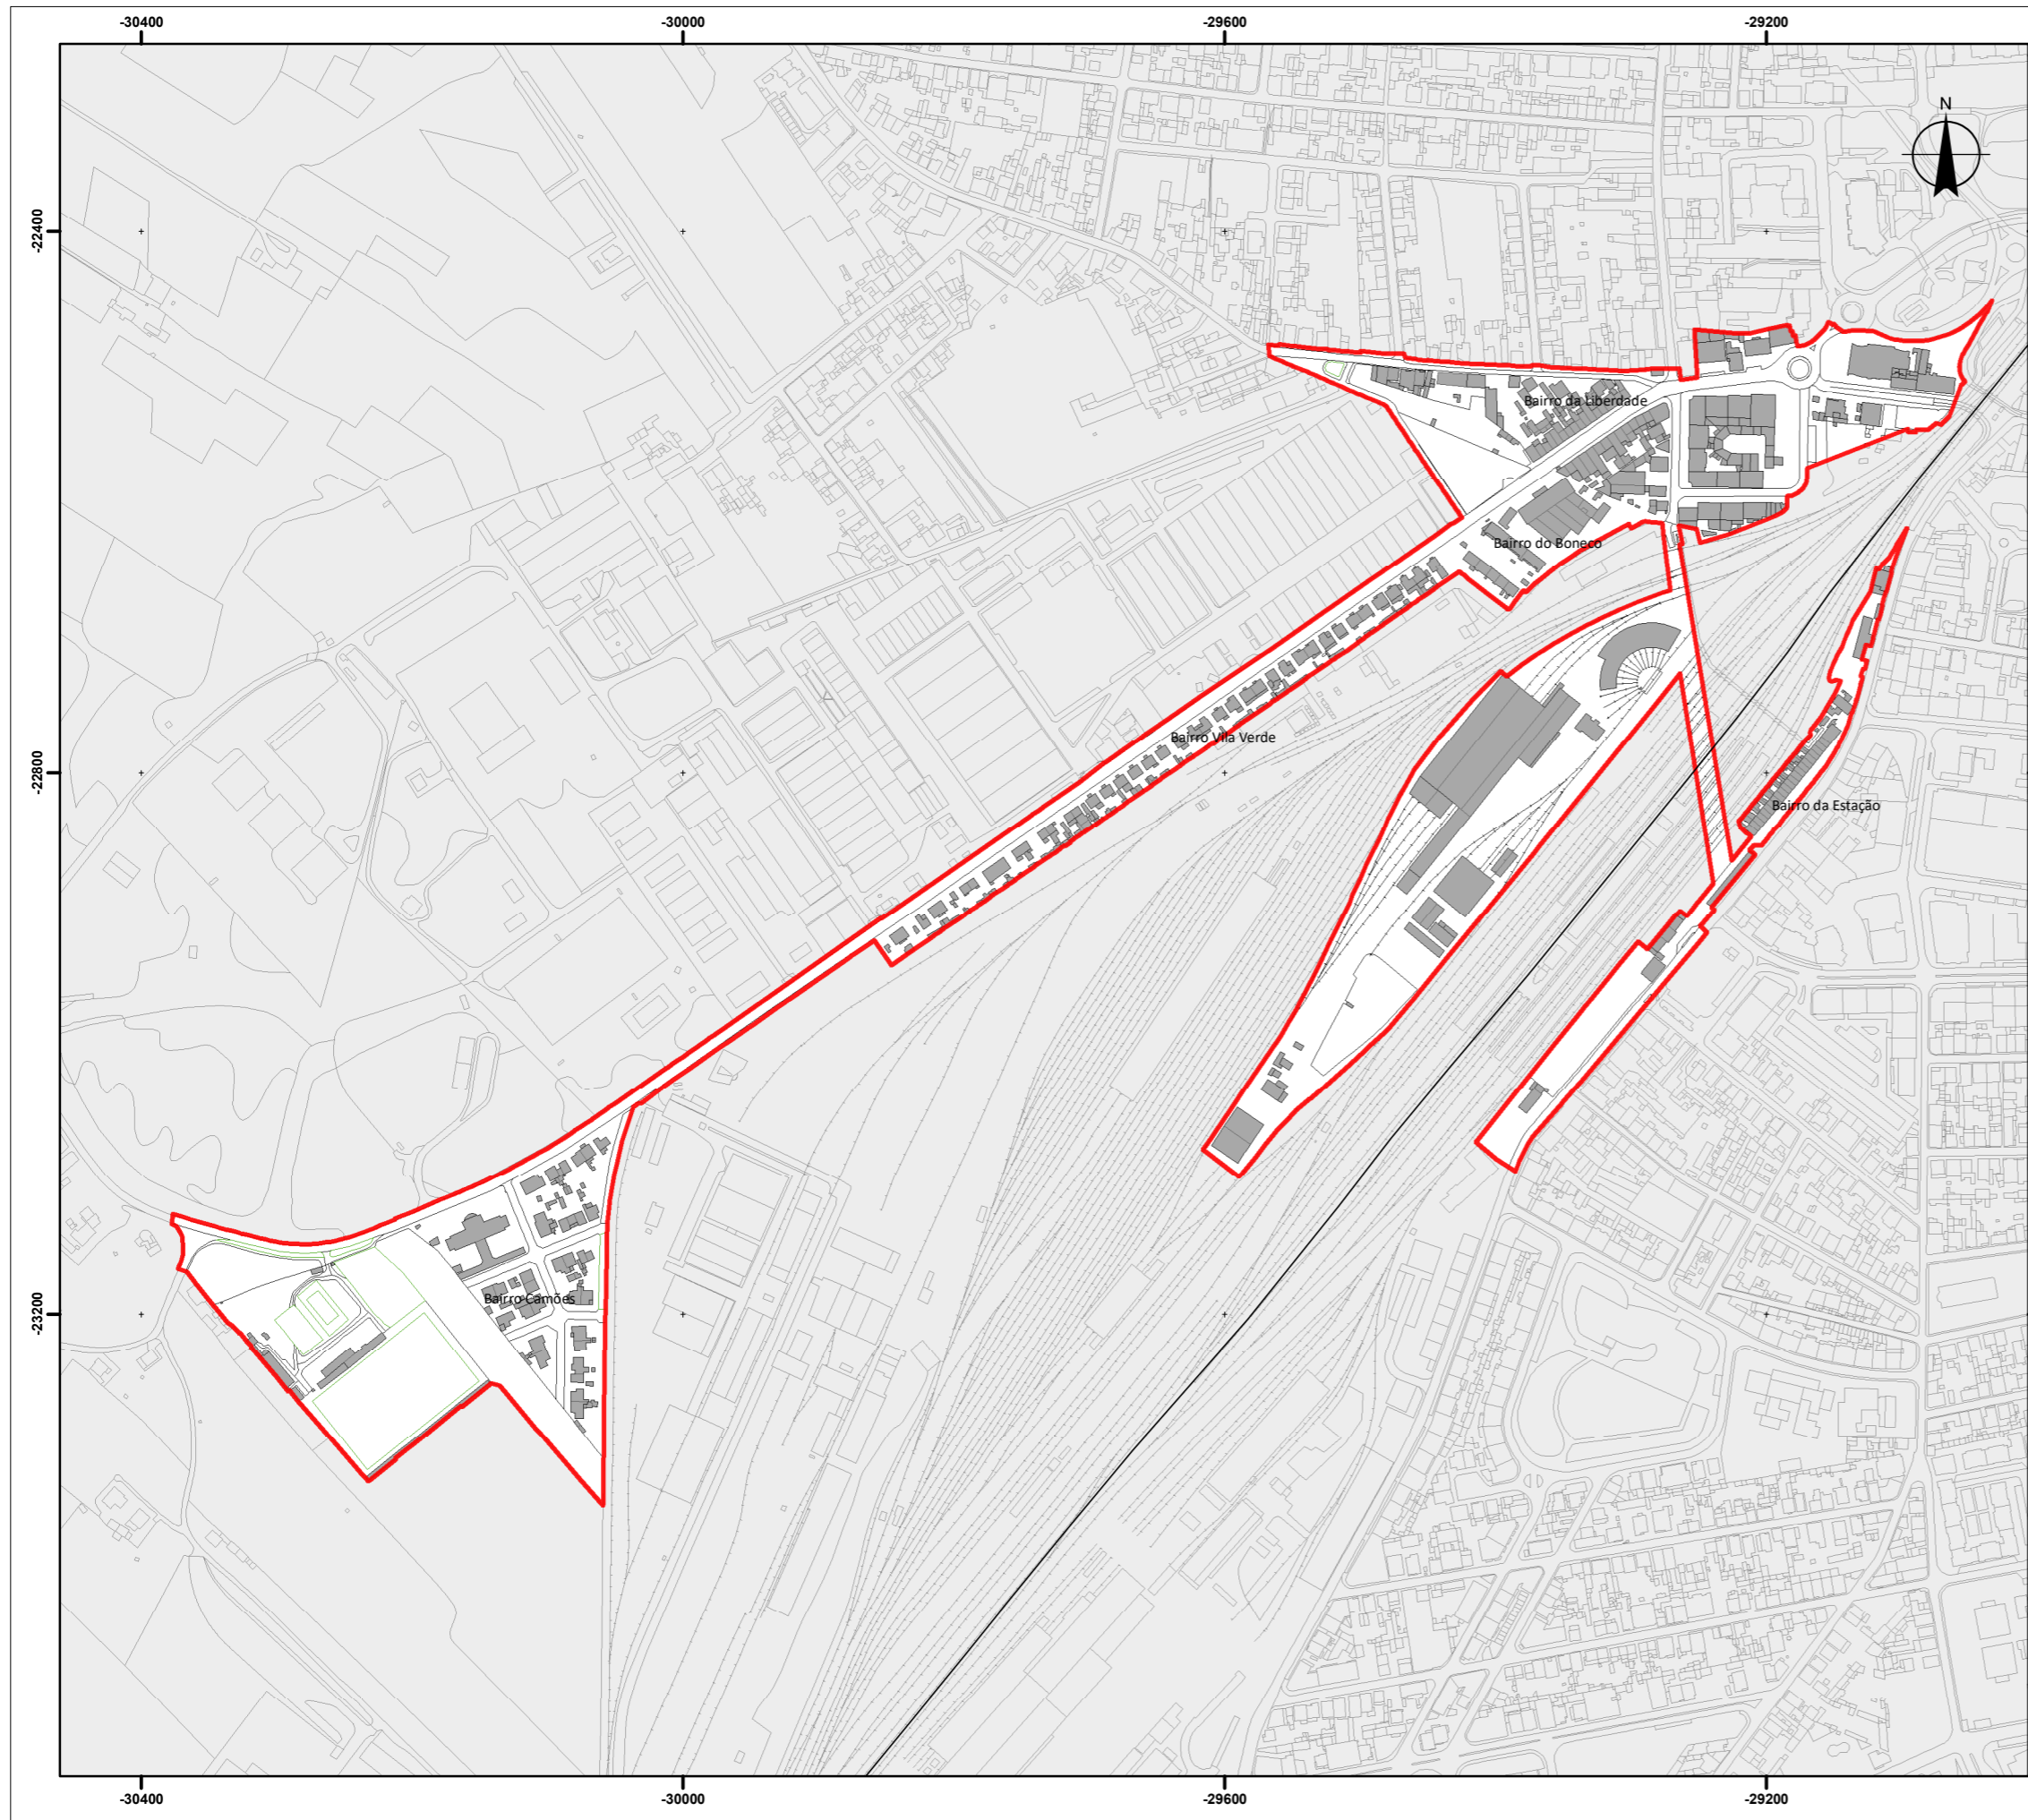 -30400 -30000 -29600 -29200
N
-22400
Bairro da Liberdade
Bairro do Boneco
Bairro Vila Verde
-22800
Bairro da Estação
Bairro Camões
-23200
-30400 -30000 -29600 -29200